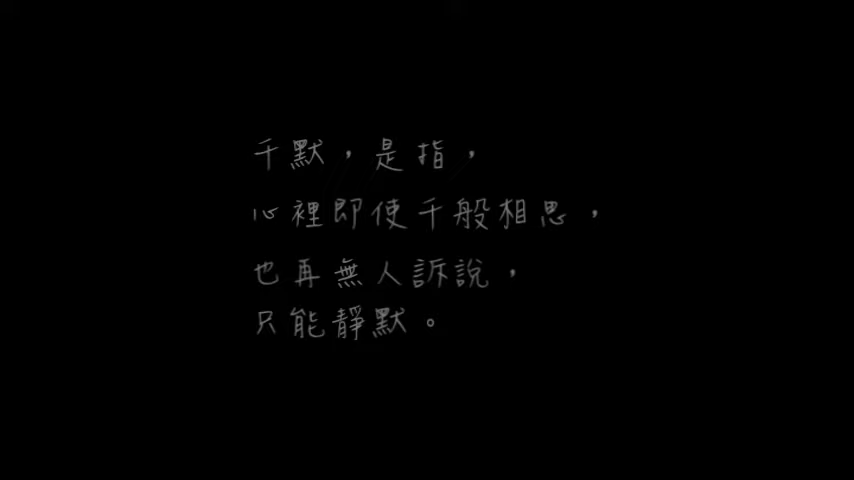 千默，是指，
心裡即使千般相思，
也再無人訴說，
只能靜默。